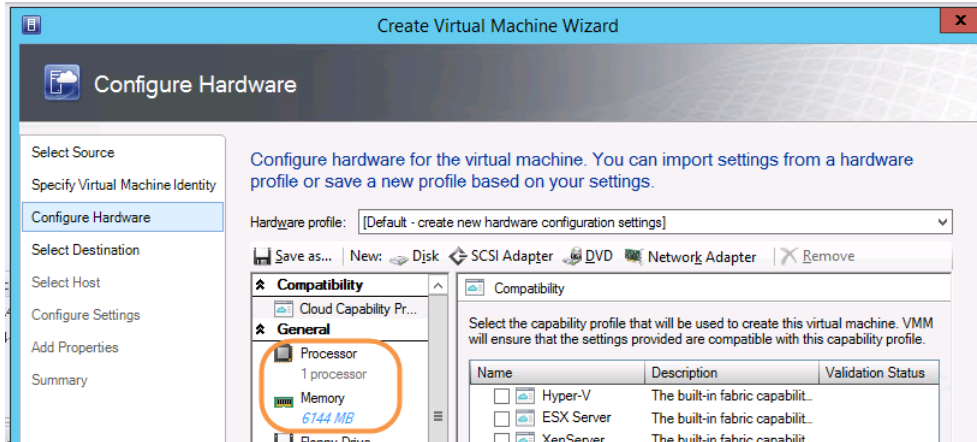 Create Virtual Machine Wizard
x
Configure Hardware
Select Source
Specify Virtual Machine Identity
Configure Hardware
Select Destination
Select Host
Configure Settings
Add Properties
Summary
Configure hardware for the virtual machine. You can import settings from a hardware
profile or save a new profile based on your settings.
Hardware profile: [Default - create new hardware configuration settings]
Save as... New: Disk SCSI Adapter DVD Network Adapter Remove
Compatibility
Cloud Capability Pr...
General
Processor
1 processor
Memory
6144 MB
Floppy Drive
Compatibility
Select the capability profile that will be used to create this virtual machine. VMM
will ensure that the settings provided are compatible with this capability profile.
Name Description Validation Status
Hyper-V The built-in fabric capabilit...
ESX Server The built-in fabric capabilit...
XenServer The built-in fabric capabilit...